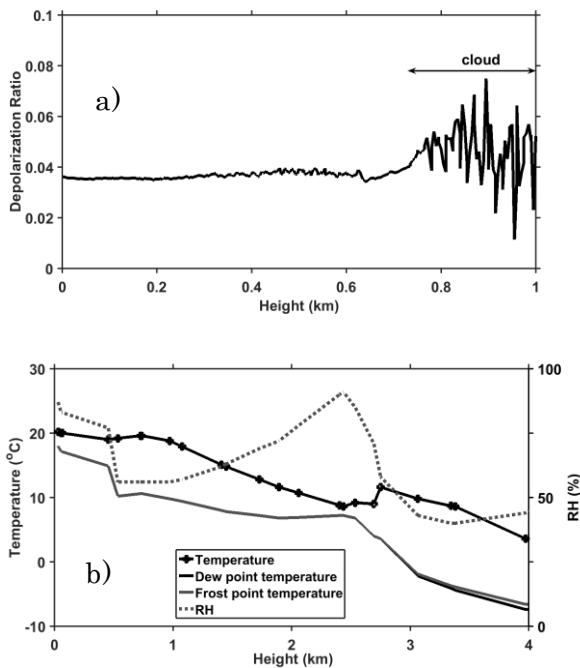 0.1
0.08
0.06
0.04
0.02
0
Depolarization Ratio
a)
cloud
0 0.2 0.4 0.6 0.8 1
Height (km)
30
20
10
0
-10
Temperature (°C)
100
50
0
RH (%)
b)
Temperature
Dew point temperature
Frost point temperature
RH
0 1 2 3 4
Height (km)